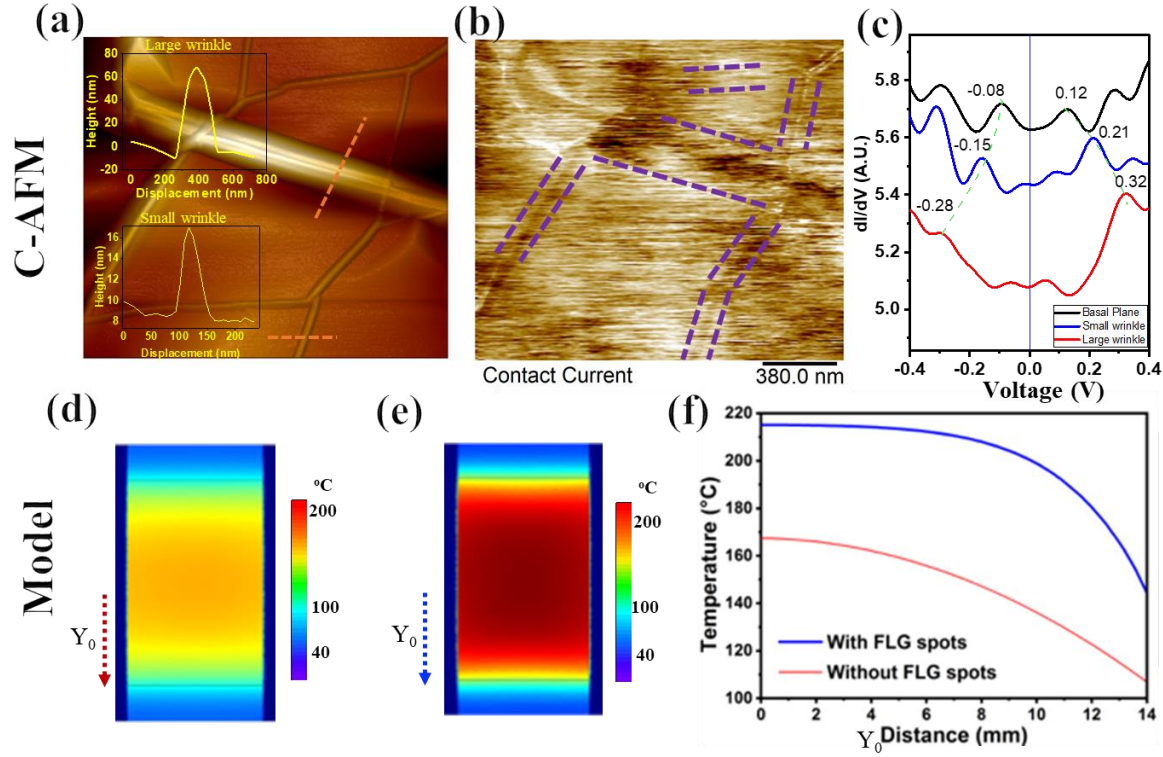 (a)
(b)
(c)
C-AFM
Large wrinkle
80
60
40
20
0
-20
Height (nm)
0 200 400 600 800
Displacement (nm)
Small wrinkle
16
14
12
10
8
Height (nm)
0 50 100 150 200
Displacement (nm)
Contact Current
380.0 nm
5.8
5.6
5.4
5.2
5.0
dI/dV (A.U.)
-0.08
0.12
-0.15
0.21
-0.28
0.32
Basal Plane
Small wrinkle
Large wrinkle
-0.4 -0.2 0.0 0.2 0.4
Voltage (V)
Model
(d)
(e)
(f)
Y0
oC
200
100
40
Y0
oC
200
100
40
220
200
180
160
140
120
100
Temperature (°C)
With FLG spots
Without FLG spots
0 2 4 6 8 10 12 14
Y0 Distance (mm)